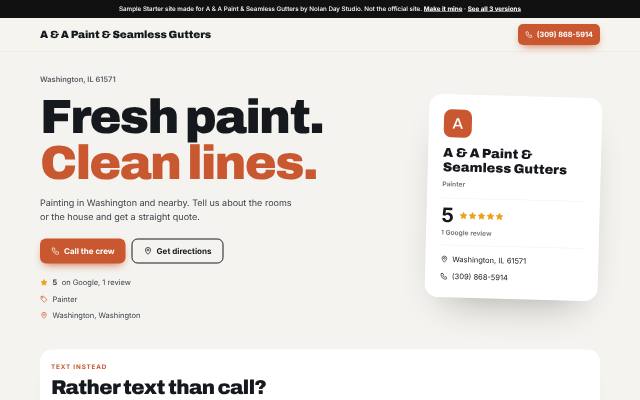 Sample Starter site made for A & A Paint & Seamless Gutters by Nolan Day Studio. Not the official site. Make it mine · See all 3 versions
A & A Paint & Seamless Gutters
(309) 868-5914
Washington, IL 61571
Fresh paint.
Clean lines.
Painting in Washington and nearby. Tell us about the rooms
and the house and get a straight quote.
Call the crew
Get directions
5 on Google, 1 review
Painter
Washington, Washington
A
A & A Paint &
Seamless Gutters
Painter
5
1 Google review
Washington, IL 61571
(309) 868-5914
TEXT INSTEAD
Rather text than call?